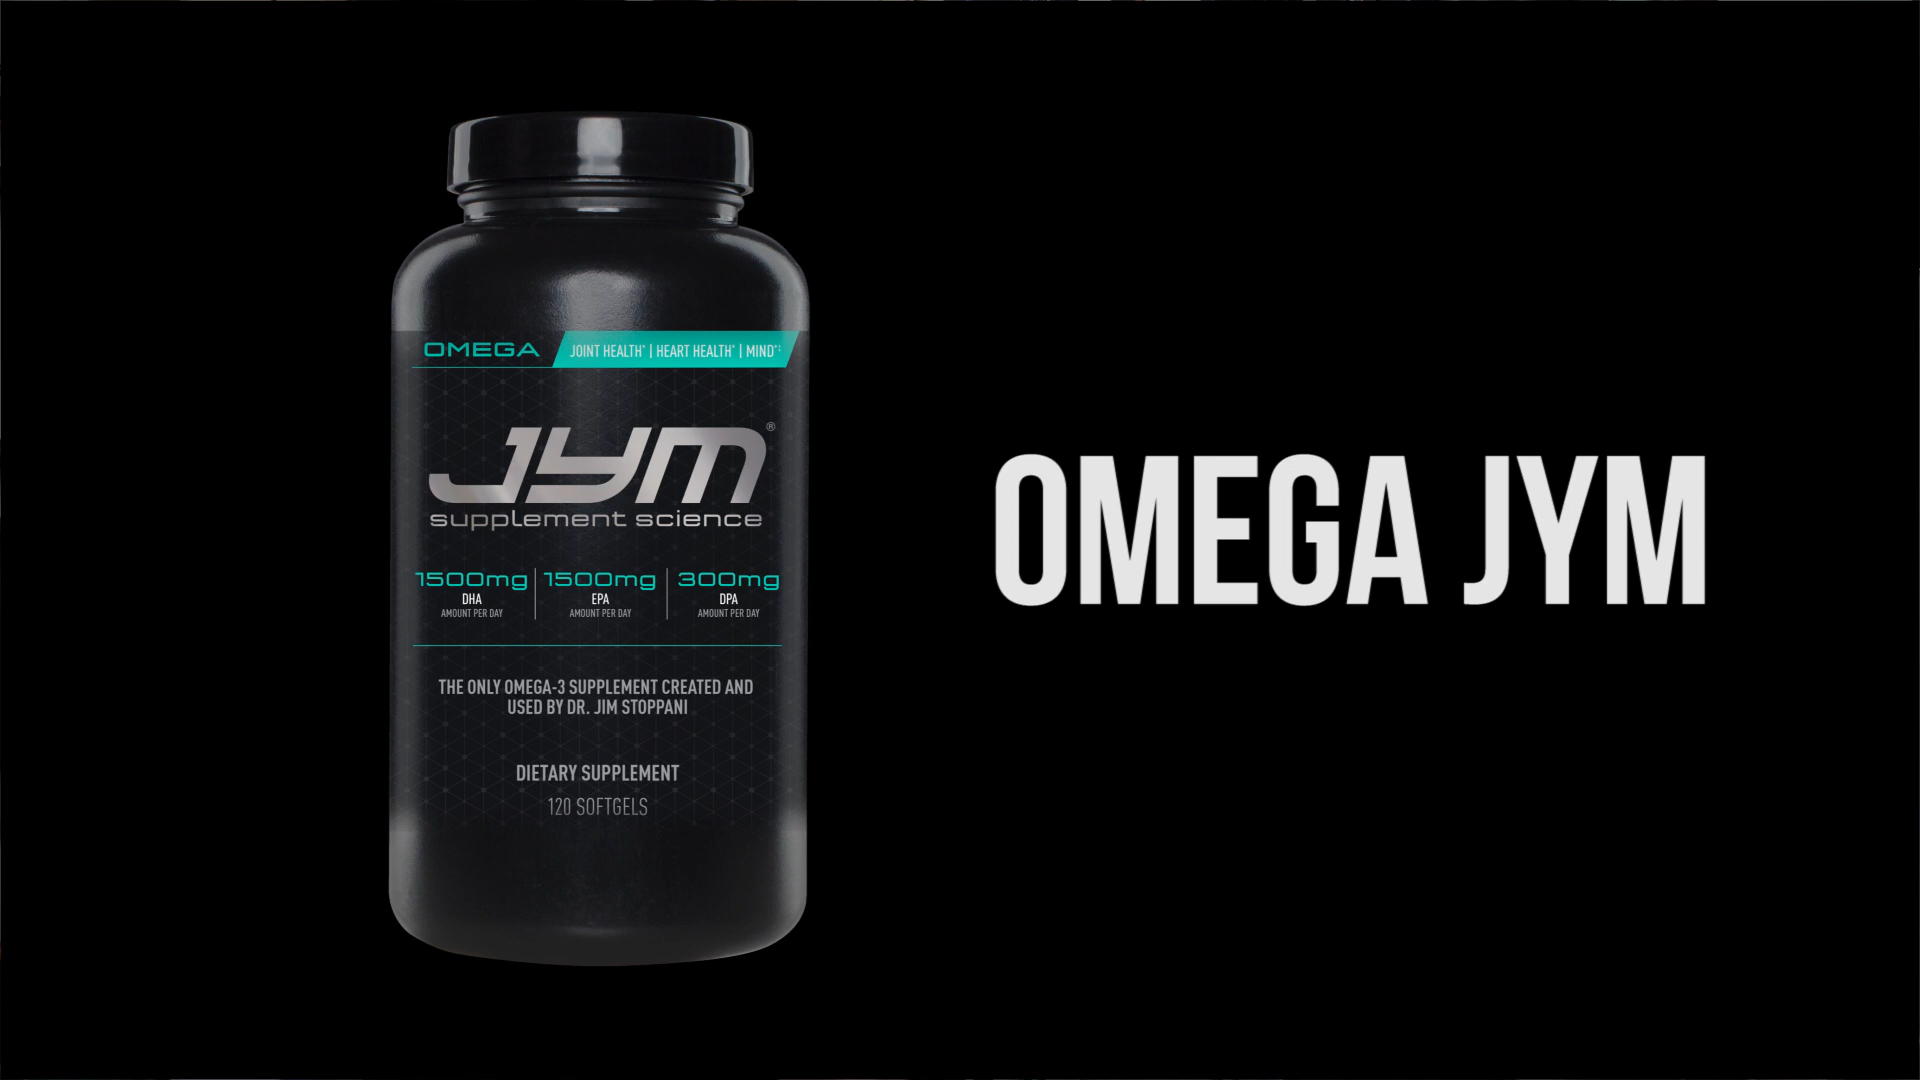 OMEGA
JOINT HEALTH* | HEART HEALTH* | MIND*‡
JYM®
supplement science
1500mg
DHA
AMOUNT PER DAY
1500mg
EPA
AMOUNT PER DAY
300mg
DPA
AMOUNT PER DAY
THE ONLY OMEGA-3 SUPPLEMENT CREATED AND
USED BY DR. JIM STOPPANI
DIETARY SUPPLEMENT
120 SOFTGELS
OMEGA JYM